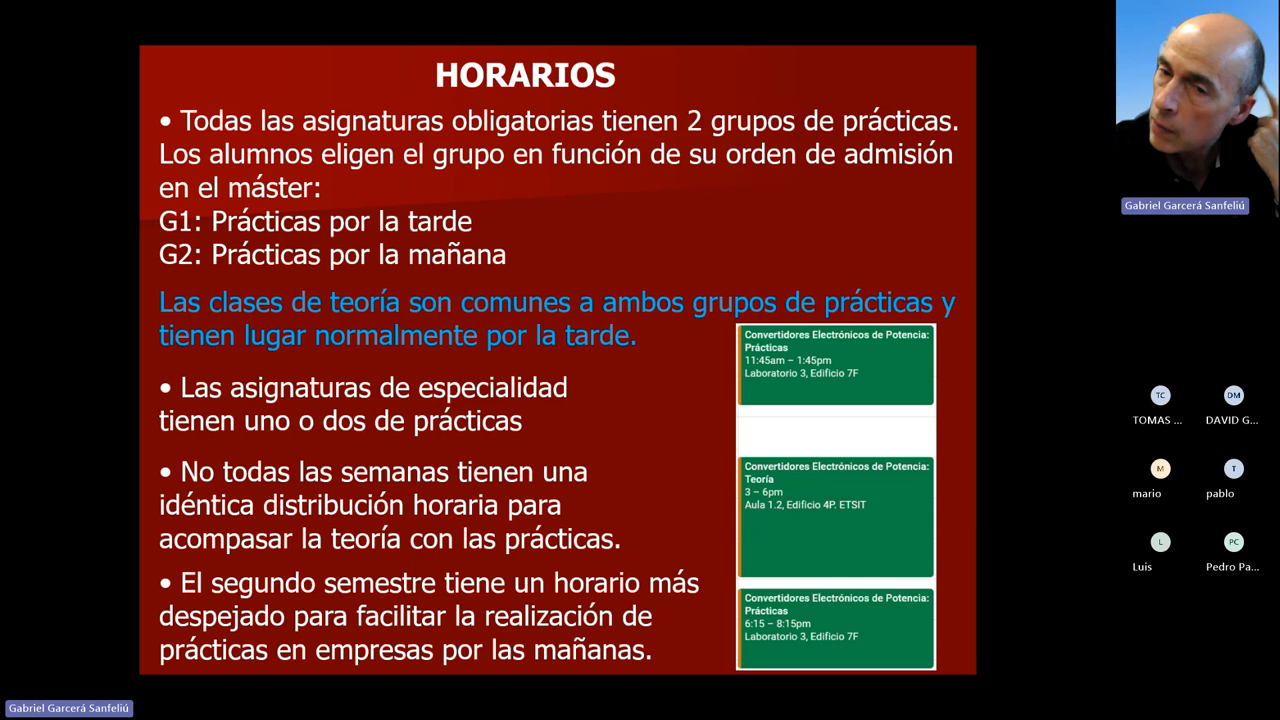 HORARIOS
• Todas las asignaturas obligatorias tienen 2 grupos de prácticas.
Los alumnos eligen el grupo en función de su orden de admisión
en el máster:
G1: Prácticas por la tarde
G2: Prácticas por la mañana
Las clases de teoría son comunes a ambos grupos de prácticas y
tienen lugar normalmente por la tarde.
• Las asignaturas de especialidad
tienen uno o dos de prácticas
• No todas las semanas tienen una
idéntica distribución horaria para
acompasar la teoría con las prácticas.
• El segundo semestre tiene un horario más
despejado para facilitar la realización de
prácticas en empresas por las mañanas.
Convertidores Electrónicos de Potencia:
Prácticas
11:45am – 1:45pm
Laboratorio 3, Edificio 7F
Convertidores Electrónicos de Potencia:
Teoría
3 – 6pm
Aula 1.2, Edificio 4P. ETSIT
Convertidores Electrónicos de Potencia:
Prácticas
6:15 – 8:15pm
Laboratorio 3, Edificio 7F
Gabriel Garcerá Sanfeliú
TC
TOMAS ...
DM
DAVID G...
M
mario
T
pablo
L
Luis
PC
Pedro Pa...
Gabriel Garcerá Sanfeliú